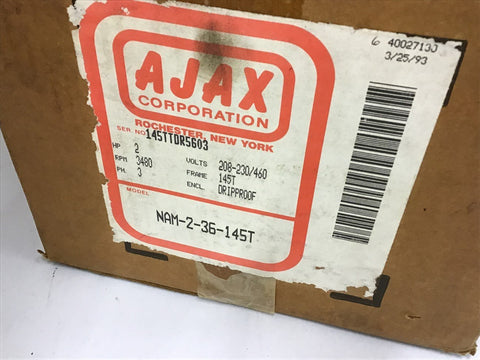 6 40027130
3/25/93
AJAX
CORPORATION
ROCHESTER, NEW YORK
SER NO 145TTDR5603
HP 2
RPM 3480 VOLTS 208-230/460
PH. 3 FRAME 145T
ENCL. DRIPPROOF
MODEL
NAM-2-36-145T